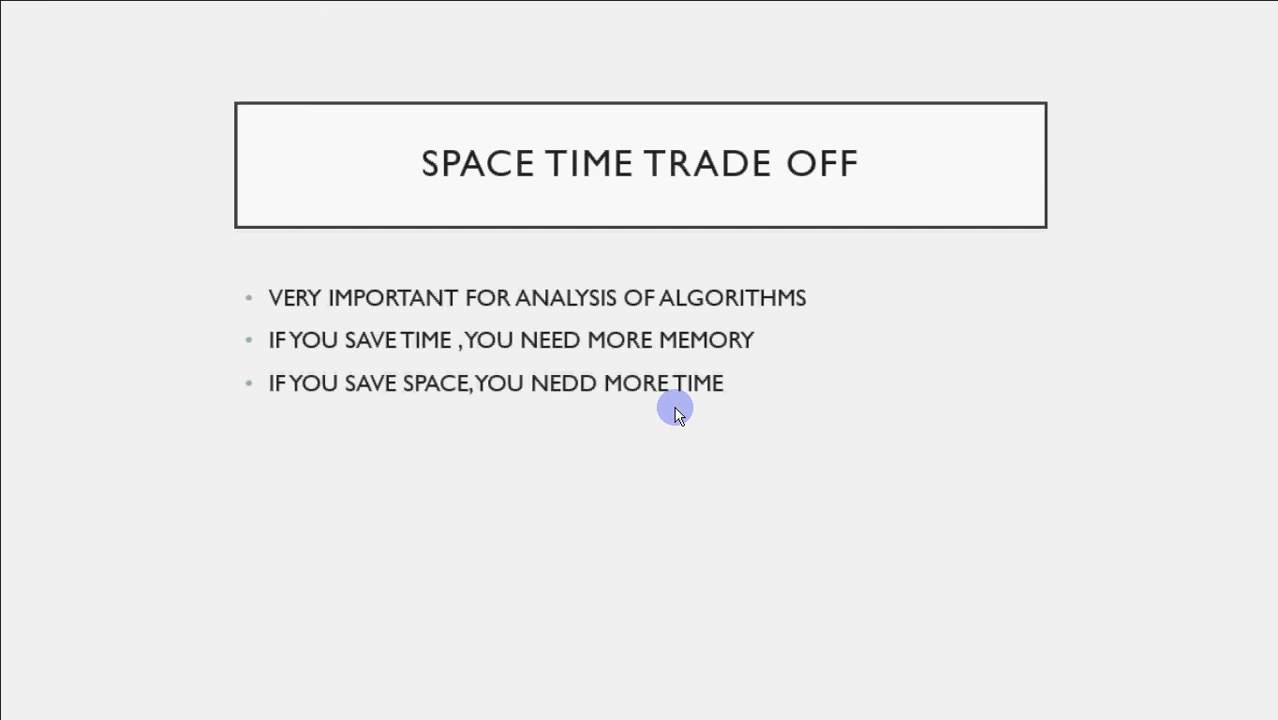 SPACE TIME TRADE OFF
• VERY IMPORTANT FOR ANALYSIS OF ALGORITHMS
• IF YOU SAVE TIME ,YOU NEED MORE MEMORY
• IF YOU SAVE SPACE,YOU NEDD MORE TIME